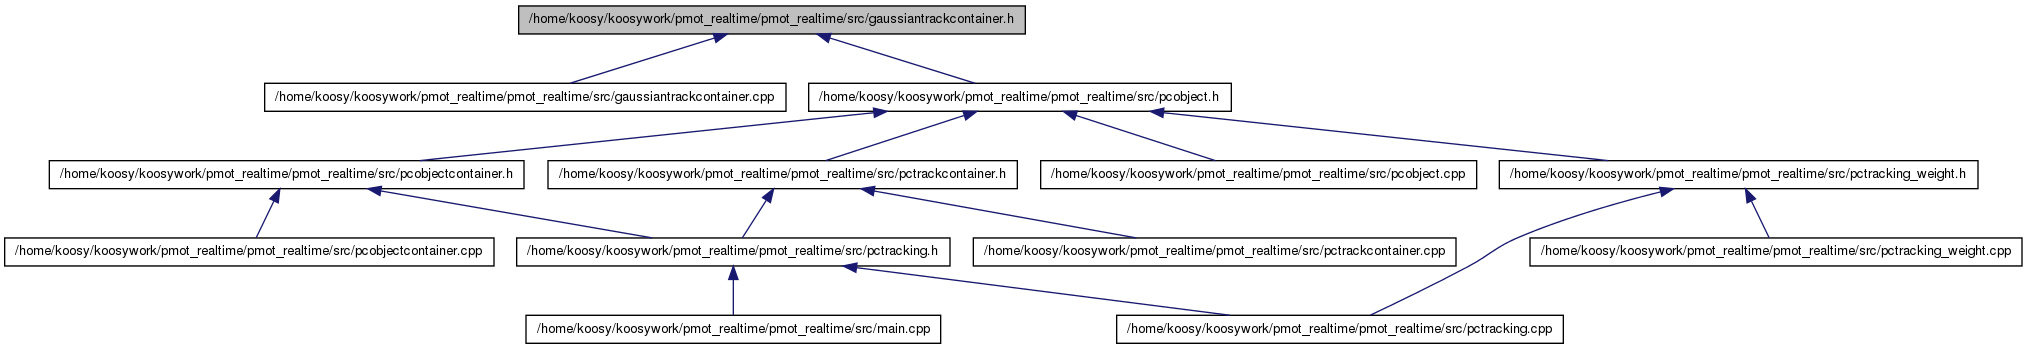 /home/koosy/koosywork/pmot_realtime/pmot_realtime/src/gaussiantrackcontainer.h
/home/koosy/koosywork/pmot_realtime/pmot_realtime/src/gaussiantrackcontainer.cpp
/home/koosy/koosywork/pmot_realtime/pmot_realtime/src/pcobject.h
/home/koosy/koosywork/pmot_realtime/pmot_realtime/src/pcobjectcontainer.h
/home/koosy/koosywork/pmot_realtime/pmot_realtime/src/pctrackcontainer.h
/home/koosy/koosywork/pmot_realtime/pmot_realtime/src/pcobject.cpp
/home/koosy/koosywork/pmot_realtime/pmot_realtime/src/pctracking_weight.h
/home/koosy/koosywork/pmot_realtime/pmot_realtime/src/pcobjectcontainer.cpp
/home/koosy/koosywork/pmot_realtime/pmot_realtime/src/pctracking.h
/home/koosy/koosywork/pmot_realtime/pmot_realtime/src/pctrackcontainer.cpp
/home/koosy/koosywork/pmot_realtime/pmot_realtime/src/pctracking_weight.cpp
/home/koosy/koosywork/pmot_realtime/pmot_realtime/src/main.cpp
/home/koosy/koosywork/pmot_realtime/pmot_realtime/src/pctracking.cpp